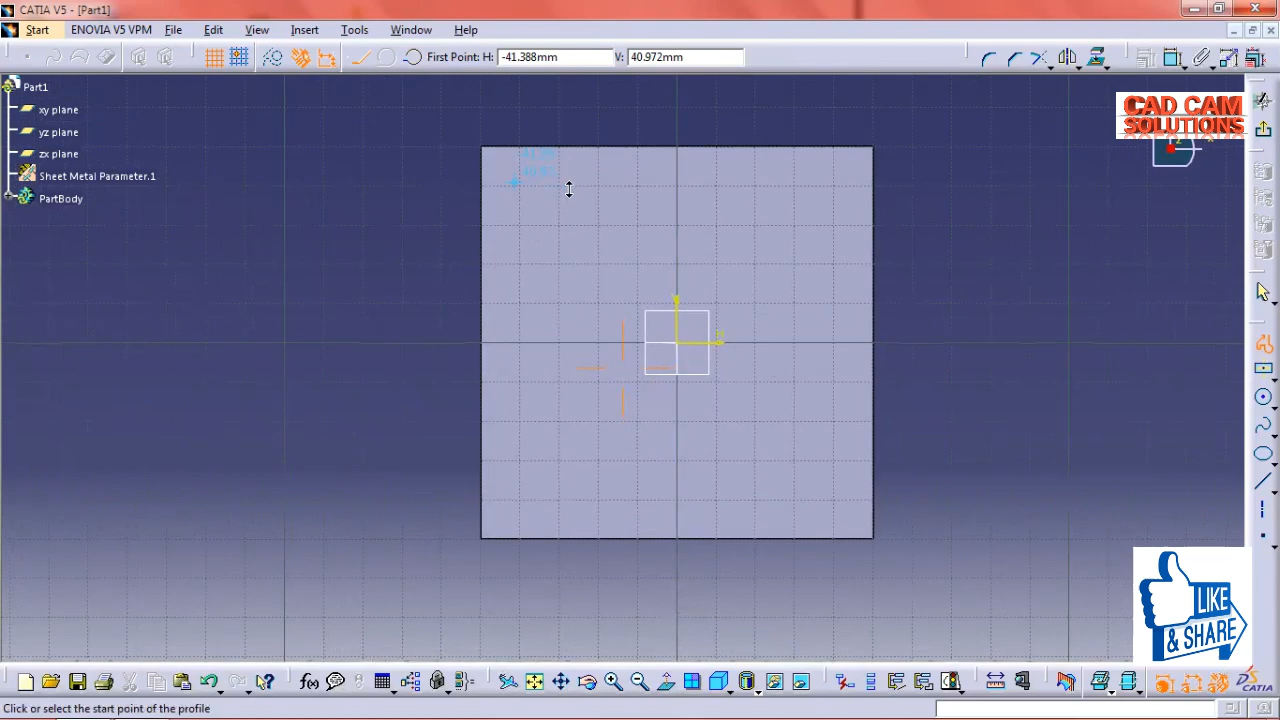 CATIA V5 - [Part1]
Start ENOVIA V5 VPM File Edit View Insert Tools Window Help
First Point: H: -41.388mm V: 40.972mm
Part1
xy plane
yz plane
zx plane
Sheet Metal Parameter.1
PartBody
CAD CAM
SOLUTIONS
LIKE
& SHARE
f(x)
CATIA
Click or select the start point of the profile